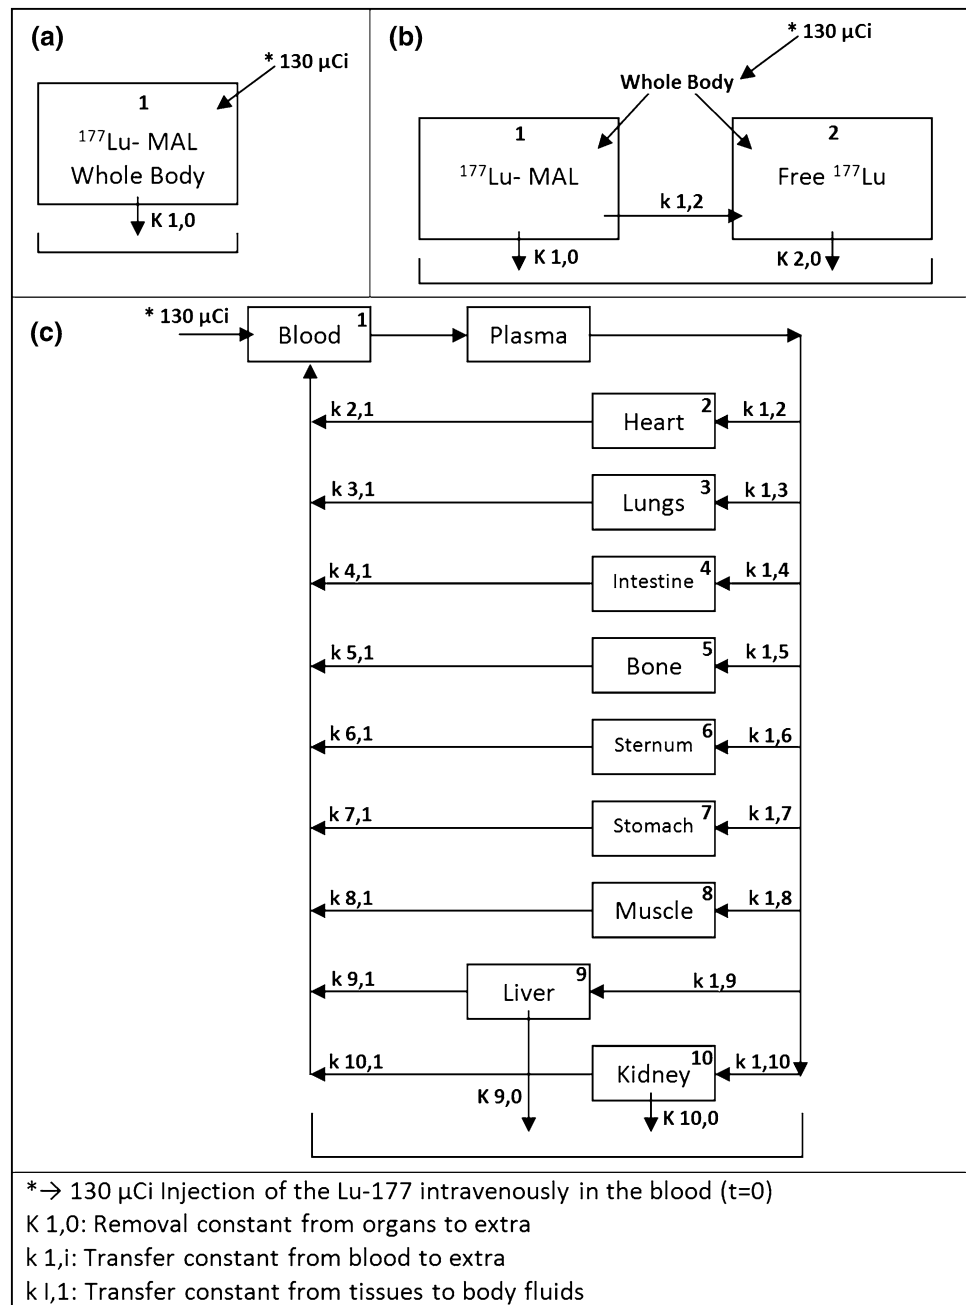 (a)
* 130 µCi
1
¹⁷⁷Lu- MAL
Whole Body
K 1,0
(b)
* 130 µCi
Whole Body
1
¹⁷⁷Lu- MAL
2
Free ¹⁷⁷Lu
k 1,2
K 1,0
K 2,0
(c)
* 130 µCi
Blood 1
Plasma
k 2,1 Heart 2 k 1,2
k 3,1 Lungs 3 k 1,3
k 4,1 Intestine 4 k 1,4
k 5,1 Bone 5 k 1,5
k 6,1 Sternum 6 k 1,6
k 7,1 Stomach 7 k 1,7
k 8,1 Muscle 8 k 1,8
k 9,1 Liver 9 k 1,9
k 10,1 Kidney 10 k 1,10
K 9,0
K 10,0
*→ 130 µCi Injection of the Lu-177 intravenously in the blood (t=0)
K 1,0: Removal constant from organs to extra
k 1,i: Transfer constant from blood to extra
k I,1: Transfer constant from tissues to body fluids